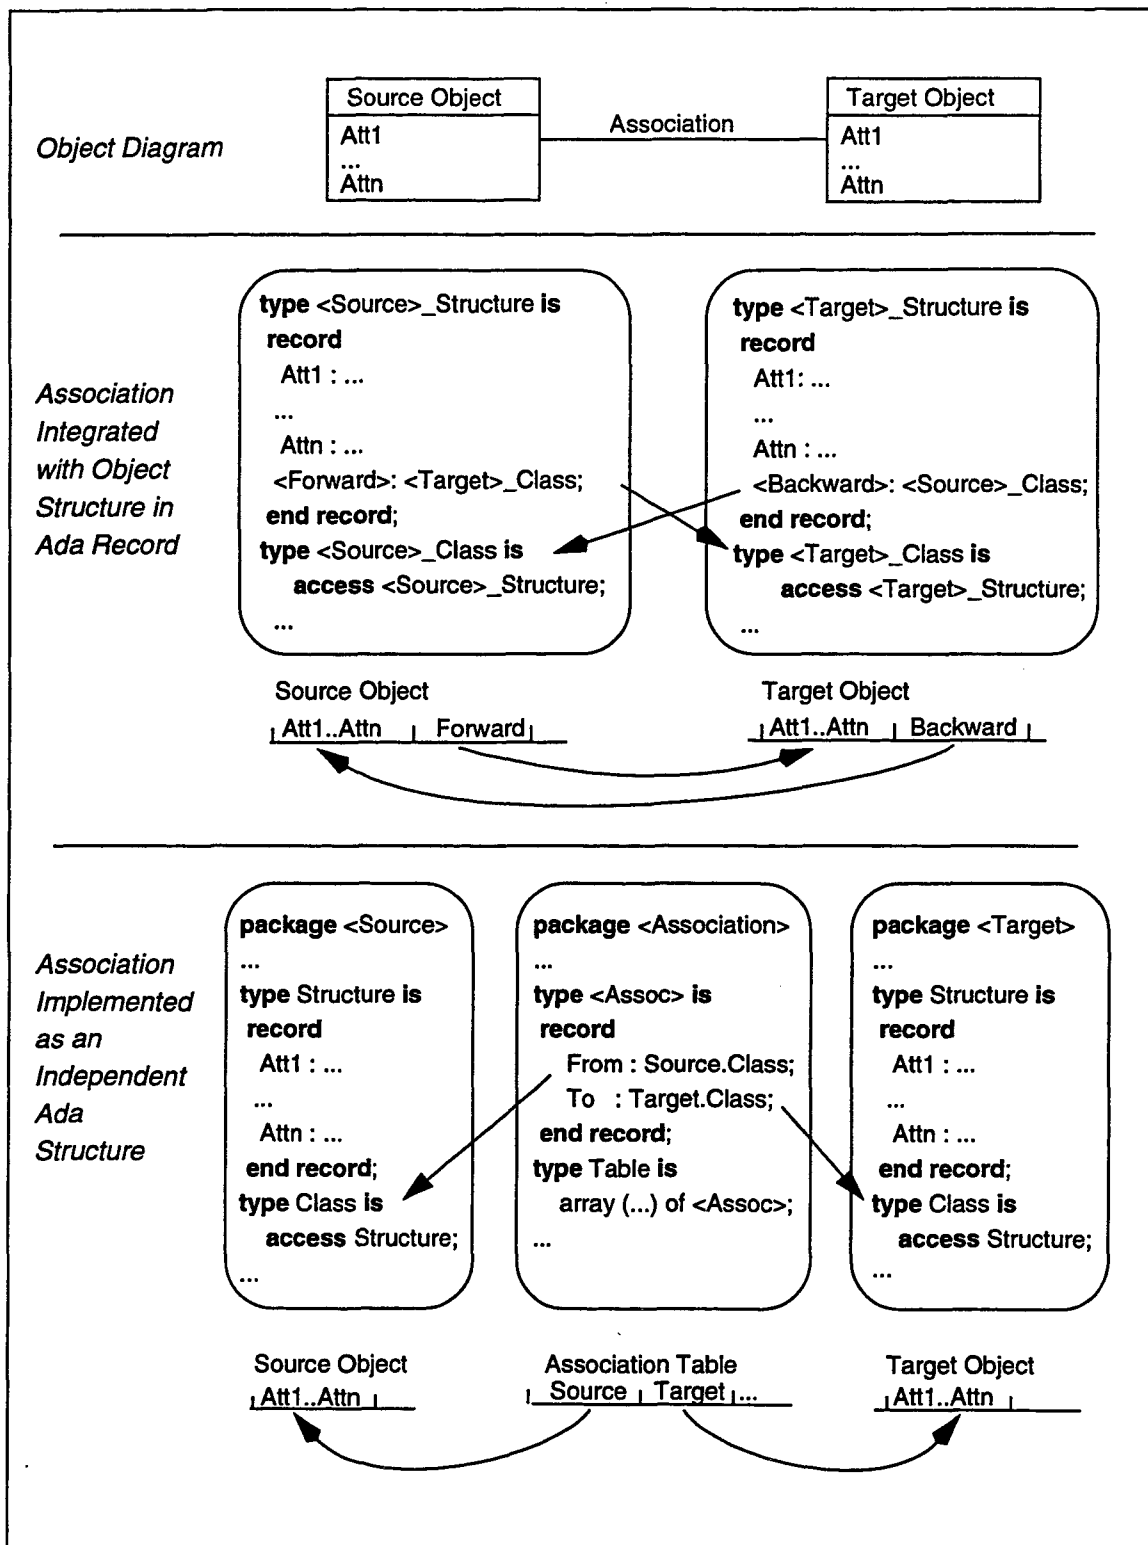 Object Diagram
Source Object
Att1
...
Attn
Association
Target Object
Att1
...
Attn
Association
Integrated
with Object
Structure in
Ada Record
type <Source>_Structure is
record
Att1 : ...
...
Attn : ...
<Forward>: <Target>_Class;
end record;
type <Source>_Class is
access <Source>_Structure;
...
type <Target>_Structure is
record
Att1: ...
...
Attn : ...
<Backward>: <Source>_Class;
end record;
type <Target>_Class is
access <Target>_Structure;
...
Source Object
Att1..Attn Forward
Target Object
Att1..Attn Backward
Association
Implemented
as an
Independent
Ada
Structure
package <Source>
...
type Structure is
record
Att1 : ...
...
Attn : ...
end record;
type Class is
access Structure;
...
package <Association>
...
type <Assoc> is
record
From : Source.Class;
To : Target.Class;
end record;
type Table is
array (...) of <Assoc>;
...
package <Target>
...
type Structure is
record
Att1 : ...
...
Attn : ...
end record;
type Class is
access Structure;
...
Source Object
Att1..Attn
Association Table
Source Target ...
Target Object
Att1..Attn